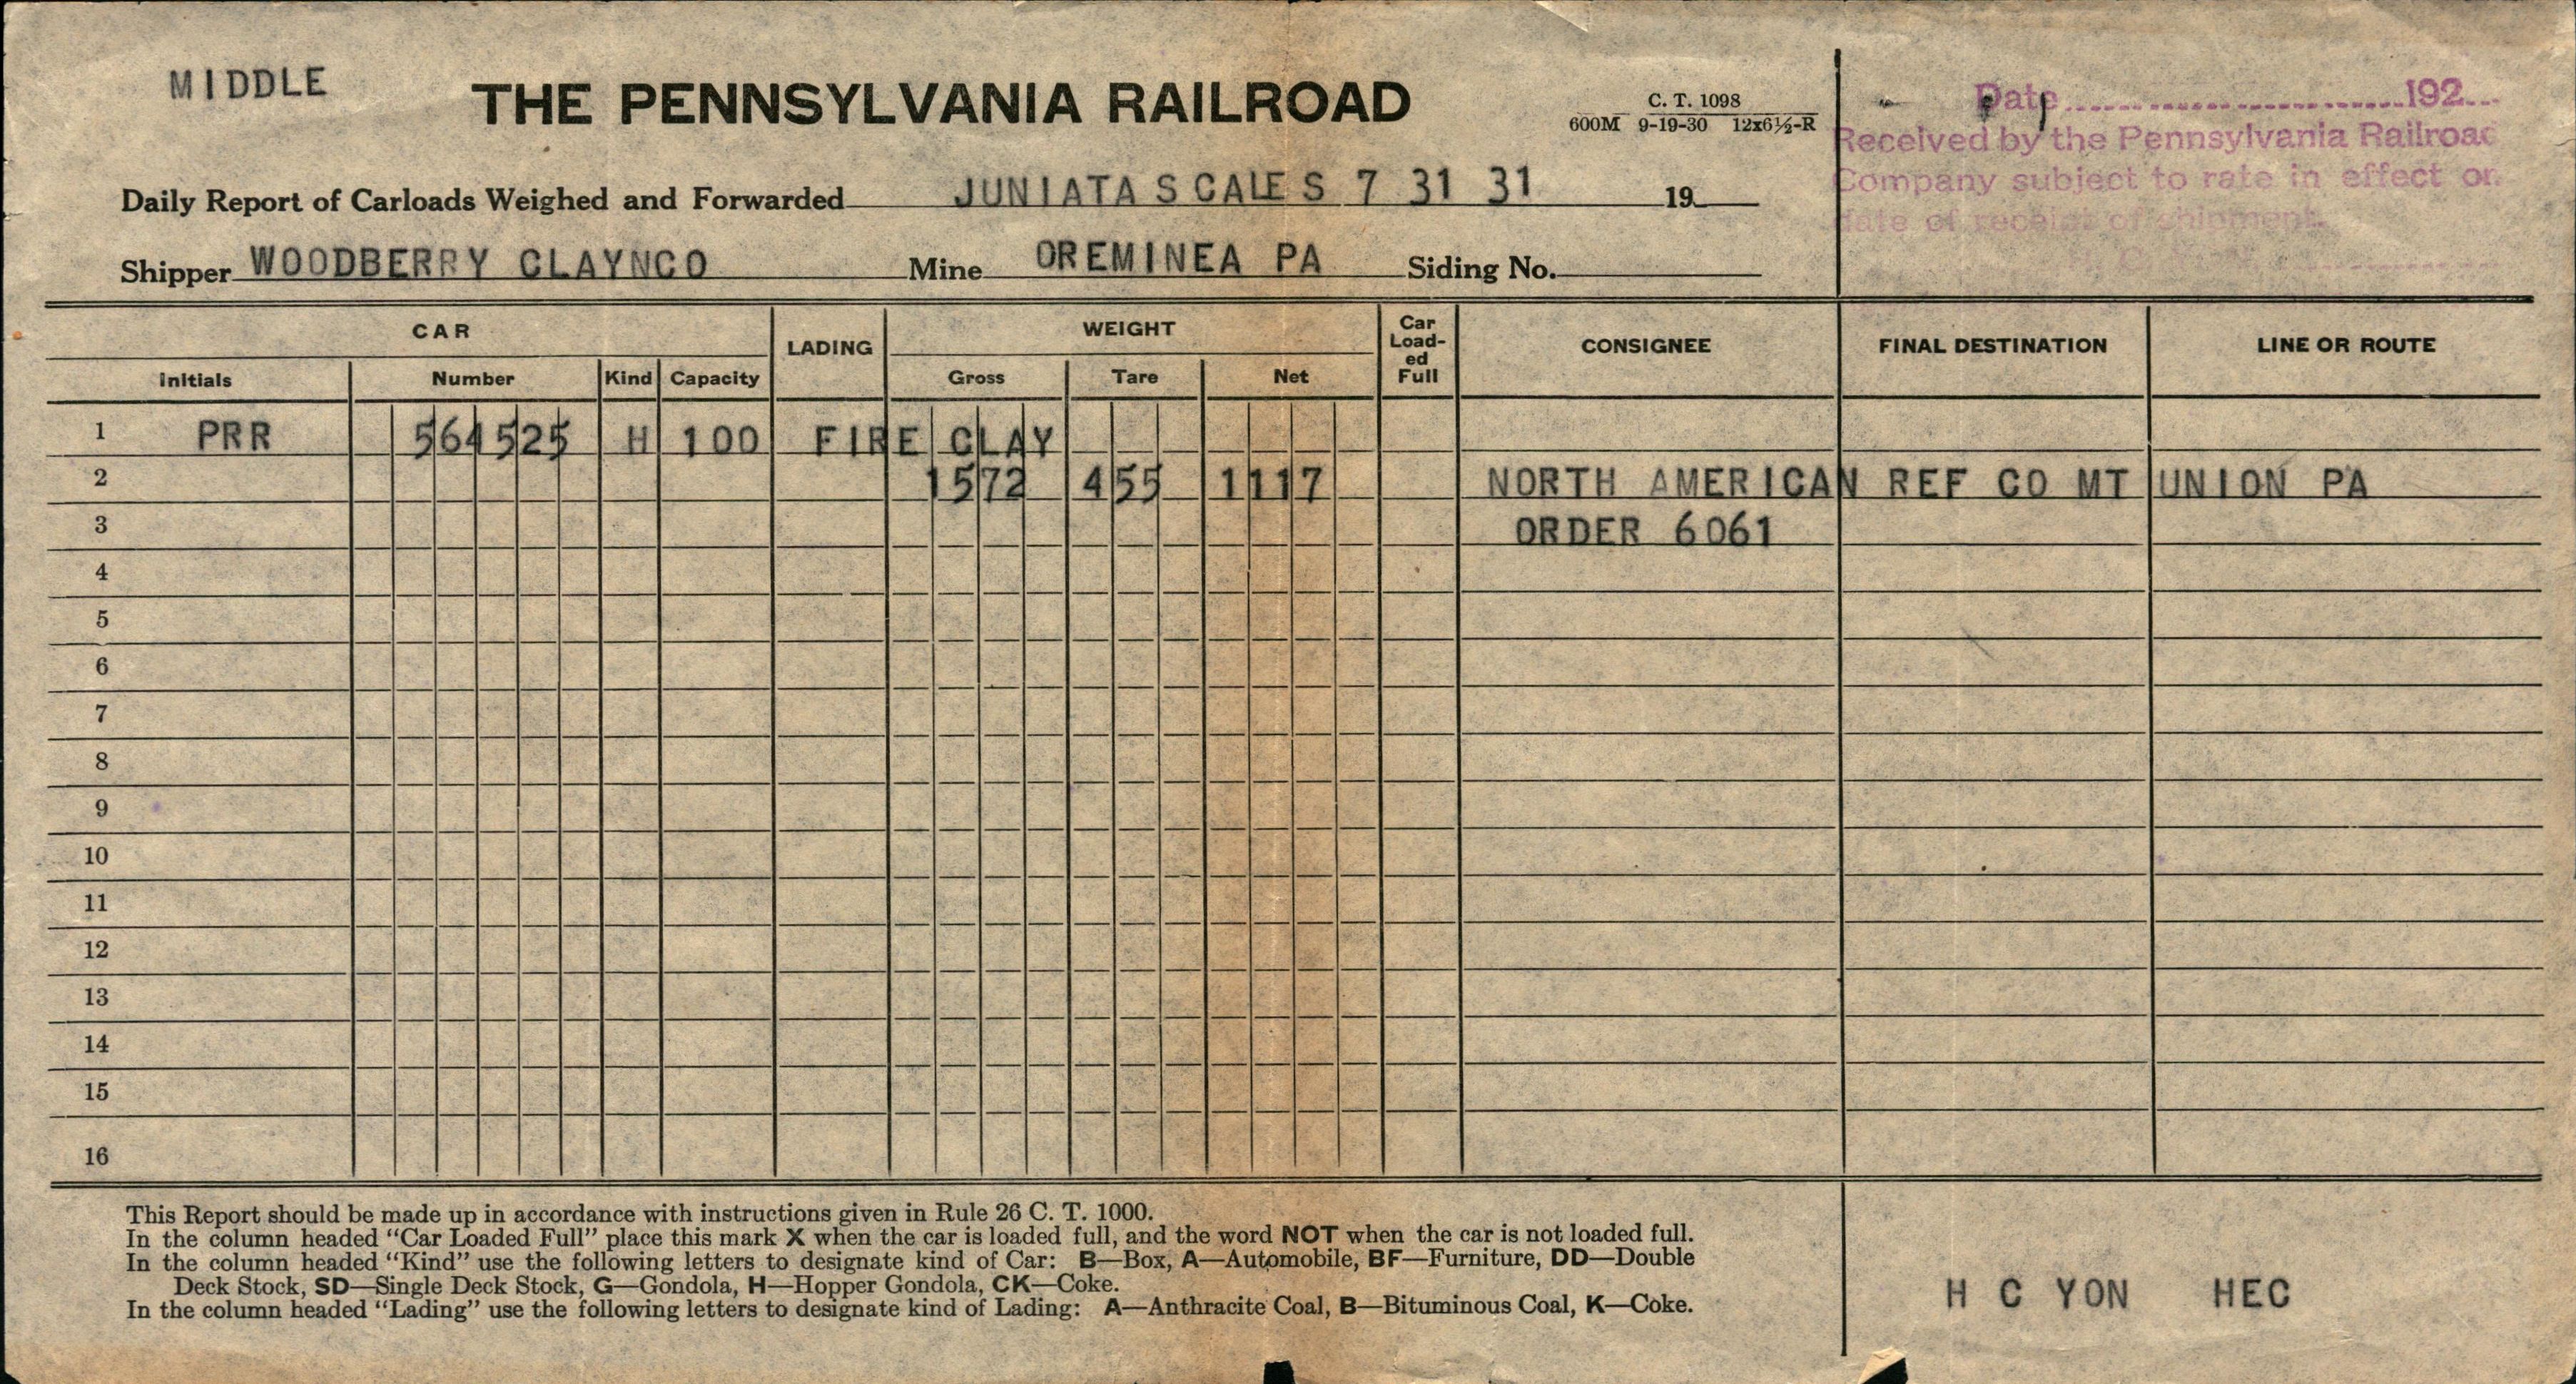 MIDDLE
THE PENNSYLVANIA RAILROAD
C. T. 1098
600M 9-19-30 12x6½-R
Date 192
Received by the Pennsylvania Railroad
Company subject to rate in effect on
date of receipt of shipment.
Daily Report of Carloads Weighed and Forwarded JUNIATA SCALES 7 31 31 19
Shipper WOODBERRY CLAYNCO Mine OREMINEA PA Siding No.
CAR LADING WEIGHT Car Load-ed Full CONSIGNEE FINAL DESTINATION LINE OR ROUTE
Initials Number Kind Capacity Gross Tare Net
1 PRR 564525 H 100 FIRE CLAY
2 1572 455 1117 NORTH AMERICAN REF CO MT UNION PA
3 ORDER 6061
4
5
6
7
8
9
10
11
12
13
14
15
16
This Report should be made up in accordance with instructions given in Rule 26 C. T. 1000.
In the column headed "Car Loaded Full" place this mark X when the car is loaded full, and the word NOT when the car is not loaded full.
In the column headed "Kind" use the following letters to designate kind of Car: B—Box, A—Automobile, BF—Furniture, DD—Double
Deck Stock, SD—Single Deck Stock, G—Gondola, H—Hopper Gondola, CK—Coke.
In the column headed "Lading" use the following letters to designate kind of Lading: A—Anthracite Coal, B—Bituminous Coal, K—Coke.
H C YON HEC